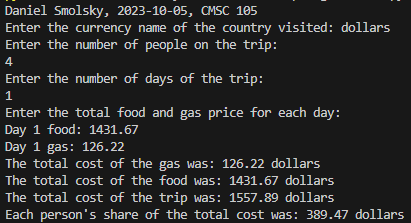 Daniel Smolsky, 2023-10-05, CMSC 105
Enter the currency name of the country visited: dollars
Enter the number of people on the trip:
4
Enter the number of days of the trip:
1
Enter the total food and gas price for each day:
Day 1 food: 1431.67
Day 1 gas: 126.22
The total cost of the gas was: 126.22 dollars
The total cost of the food was: 1431.67 dollars
The total cost of the trip was: 1557.89 dollars
Each person's share of the total cost was: 389.47 dollars